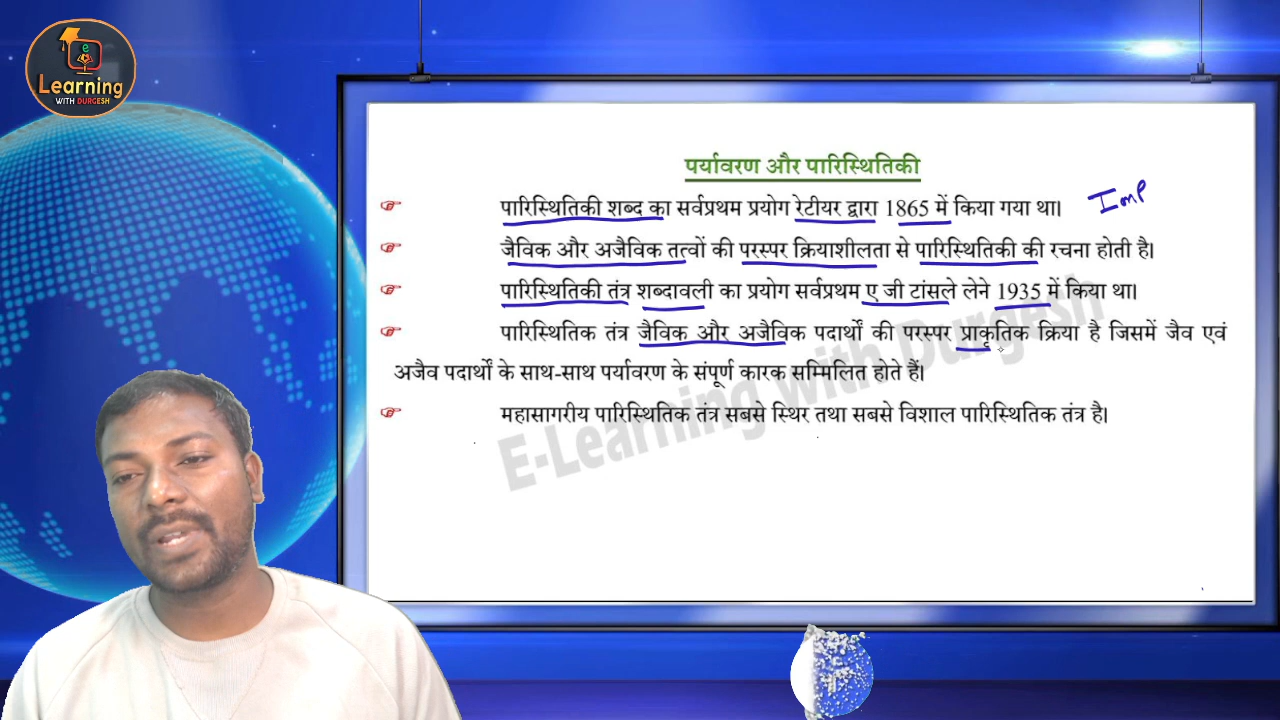 e
Learning
WITH DURGESH
पर्यावरण और पारिस्थितिकी
पारिस्थितिकी शब्द का सर्वप्रथम प्रयोग रेटीयर द्वारा 1865 में किया गया था।
Imp
जैविक और अजैविक तत्वों की परस्पर क्रियाशीलता से पारिस्थितिकी की रचना होती है।
पारिस्थितिकी तंत्र शब्दावली का प्रयोग सर्वप्रथम ए जी टांसले लेने 1935 में किया था।
पारिस्थितिक तंत्र जैविक और अजैविक पदार्थों की परस्पर प्राकृतिक क्रिया है जिसमें जैव एवं
अजैव पदार्थों के साथ-साथ पर्यावरण के संपूर्ण कारक सम्मिलित होते हैं।
महासागरीय पारिस्थितिक तंत्र सबसे स्थिर तथा सबसे विशाल पारिस्थितिक तंत्र है।
E-Learning with Durgesh